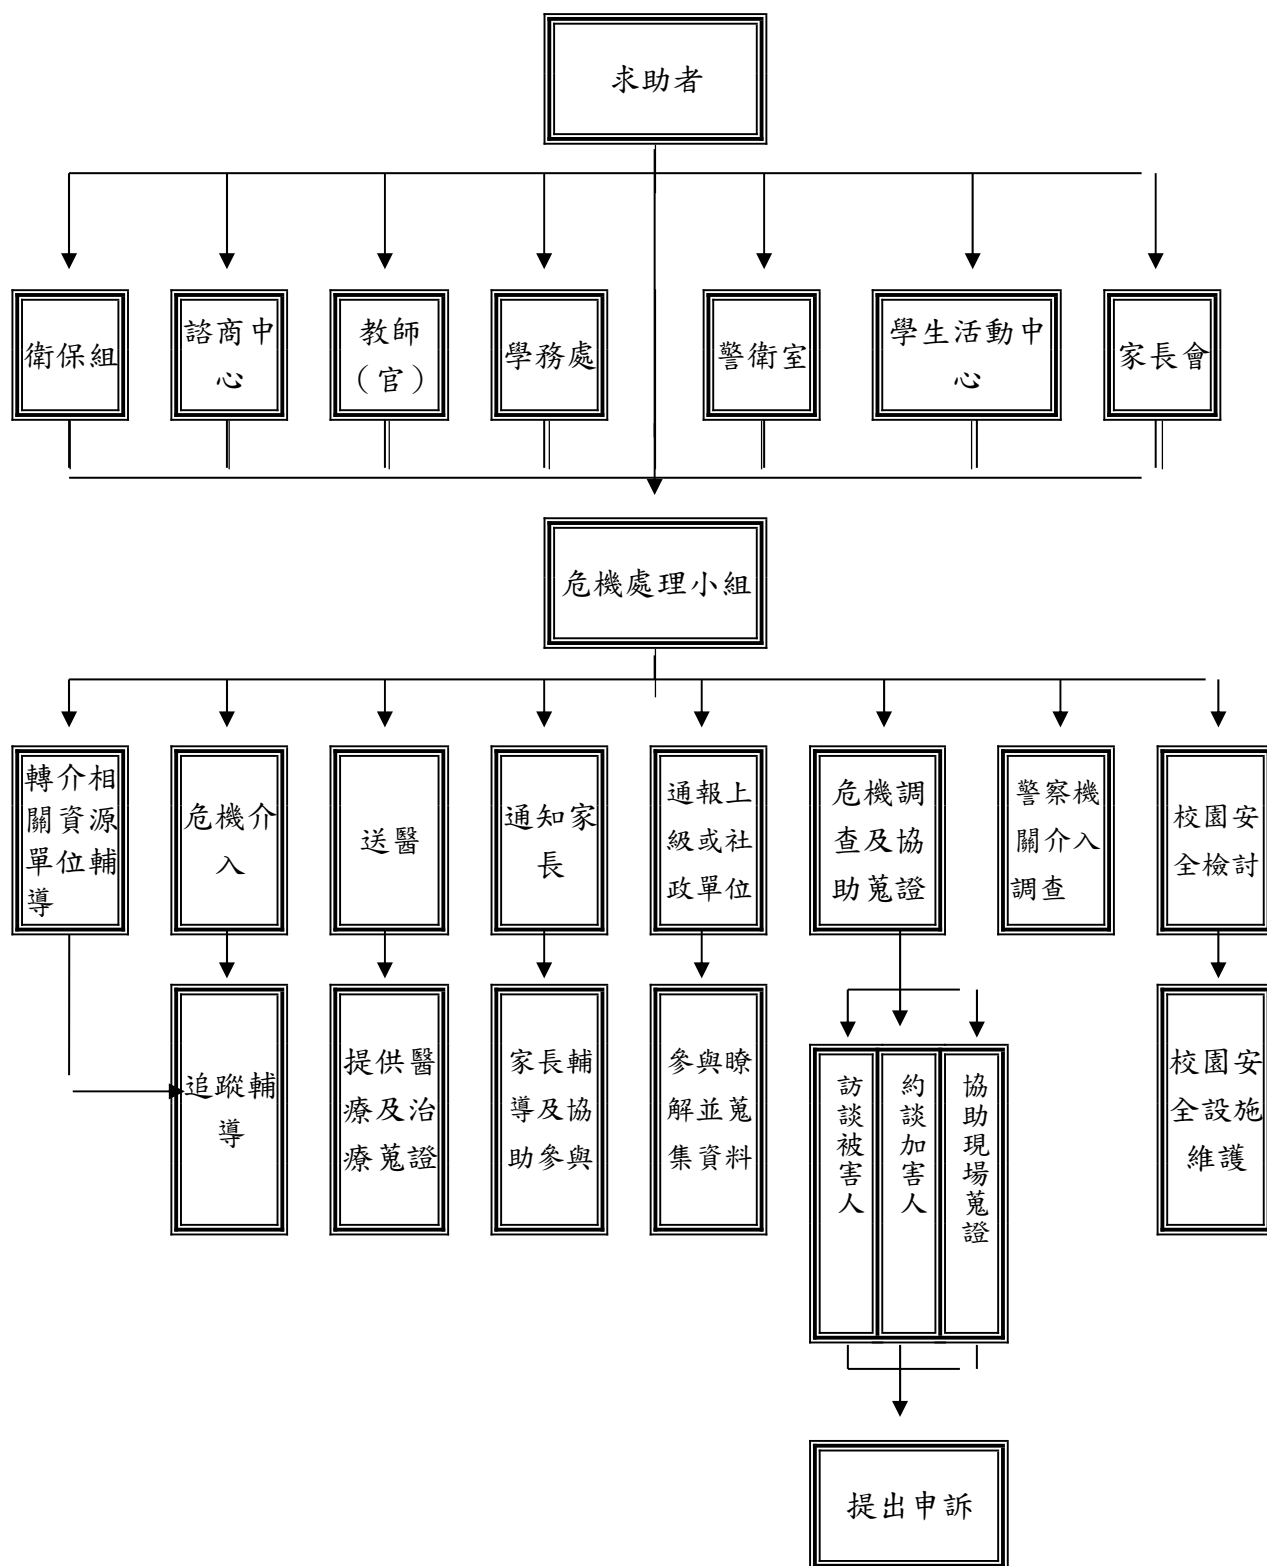 求助者
衛保組
諮商中
心
教師
（官）
學務處
警衛室
學生活動中
心
家長會
危機處理小組
轉介相
關資源
單位輔
導
危機介
入
送醫
通知家
長
通報上
級或社
政單位
危機調
查及協
助蒐證
警察機
關介入
調查
校園安
全檢討
追蹤輔
導
提供醫
療及治
療蒐證
家長輔
導及協
助參與
參與瞭
解並蒐
集資料
訪談被害人
約談加害人
協助現場蒐證
校園安
全設施
維護
提出申訴